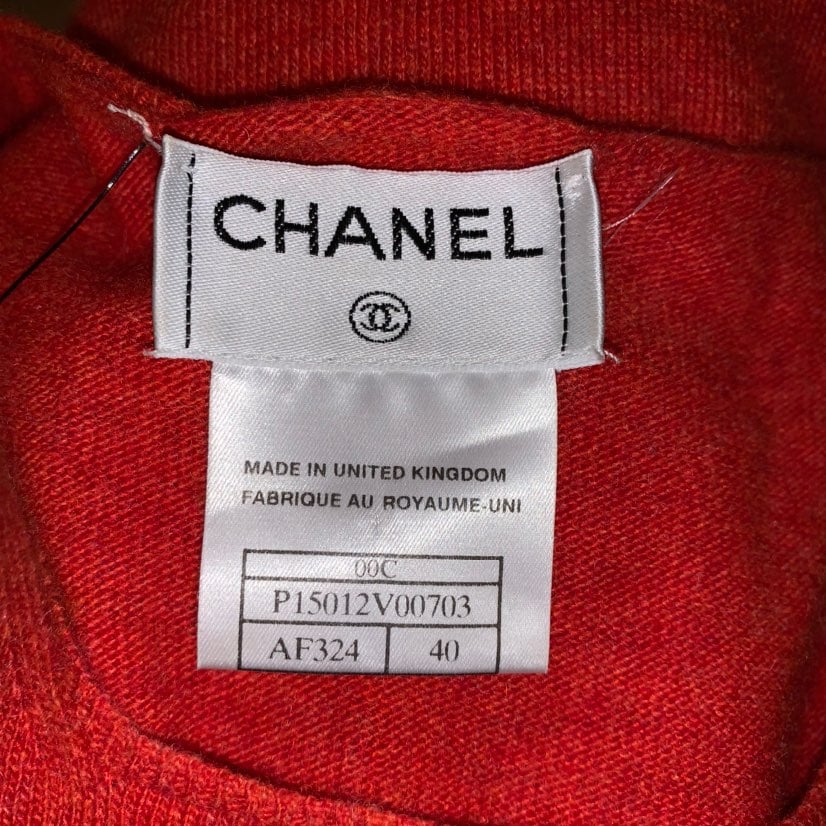 CHANEL
MADE IN UNITED KINGDOM
FABRIQUE AU ROYAUME-UNI
00C
P15012V00703
AF324 40